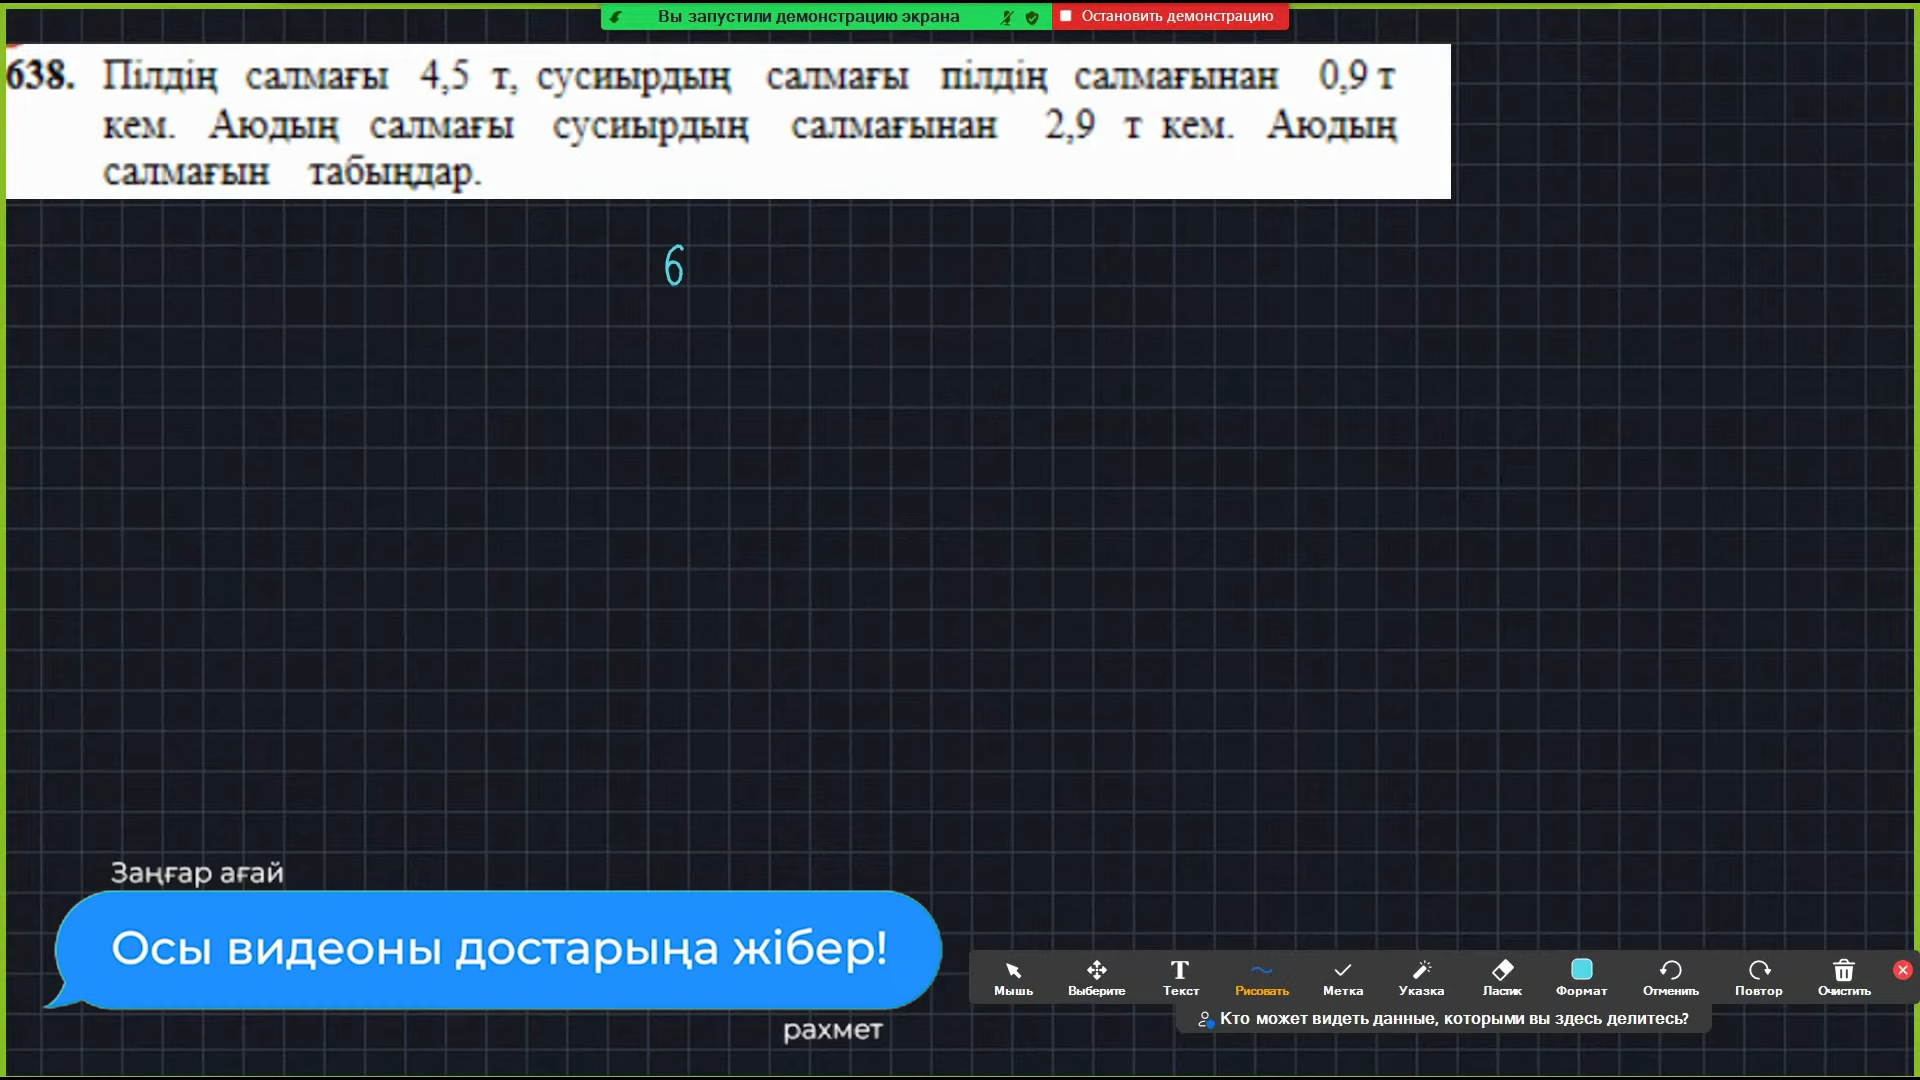 Вы запустили демонстрацию экрана Остановить демонстрацию
638. Пілдің салмағы 4,5 т, сусиырдың салмағы пілдің салмағынан 0,9 т
кем. Аюдың салмағы сусиырдың салмағынан 2,9 т кем. Аюдың
салмағын табыңдар.
6
Заңғар ағай
Осы видеоны достарыңа жібер!
рахмет
Мышь Выберите Текст Рисовать Метка Указка Ластик Формат Отменить Повтор Очистить
Кто может видеть данные, которыми вы здесь делитесь?